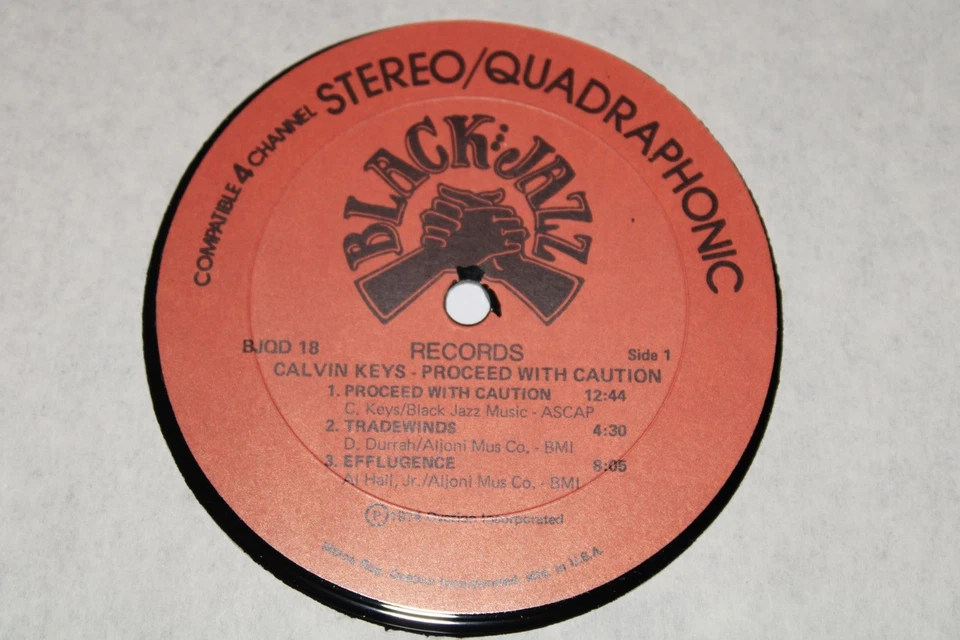 COMPATIBLE 4 CHANNEL STEREO/QUADRAPHONIC
BLACK JAZZ
BJQD 18 RECORDS Side 1
CALVIN KEYS - PROCEED WITH CAUTION
1. PROCEED WITH CAUTION 12:44
C. Keys/Black Jazz Music - ASCAP
2. TRADEWINDS 4:30
D. Durrah/Aljoni Mus Co. - BMI
3. EFFLUGENCE 8:05
Al Hall, Jr./Aljoni Mus Co. - BMI
Ⓟ 1974 Incorporated
in U.S.A.